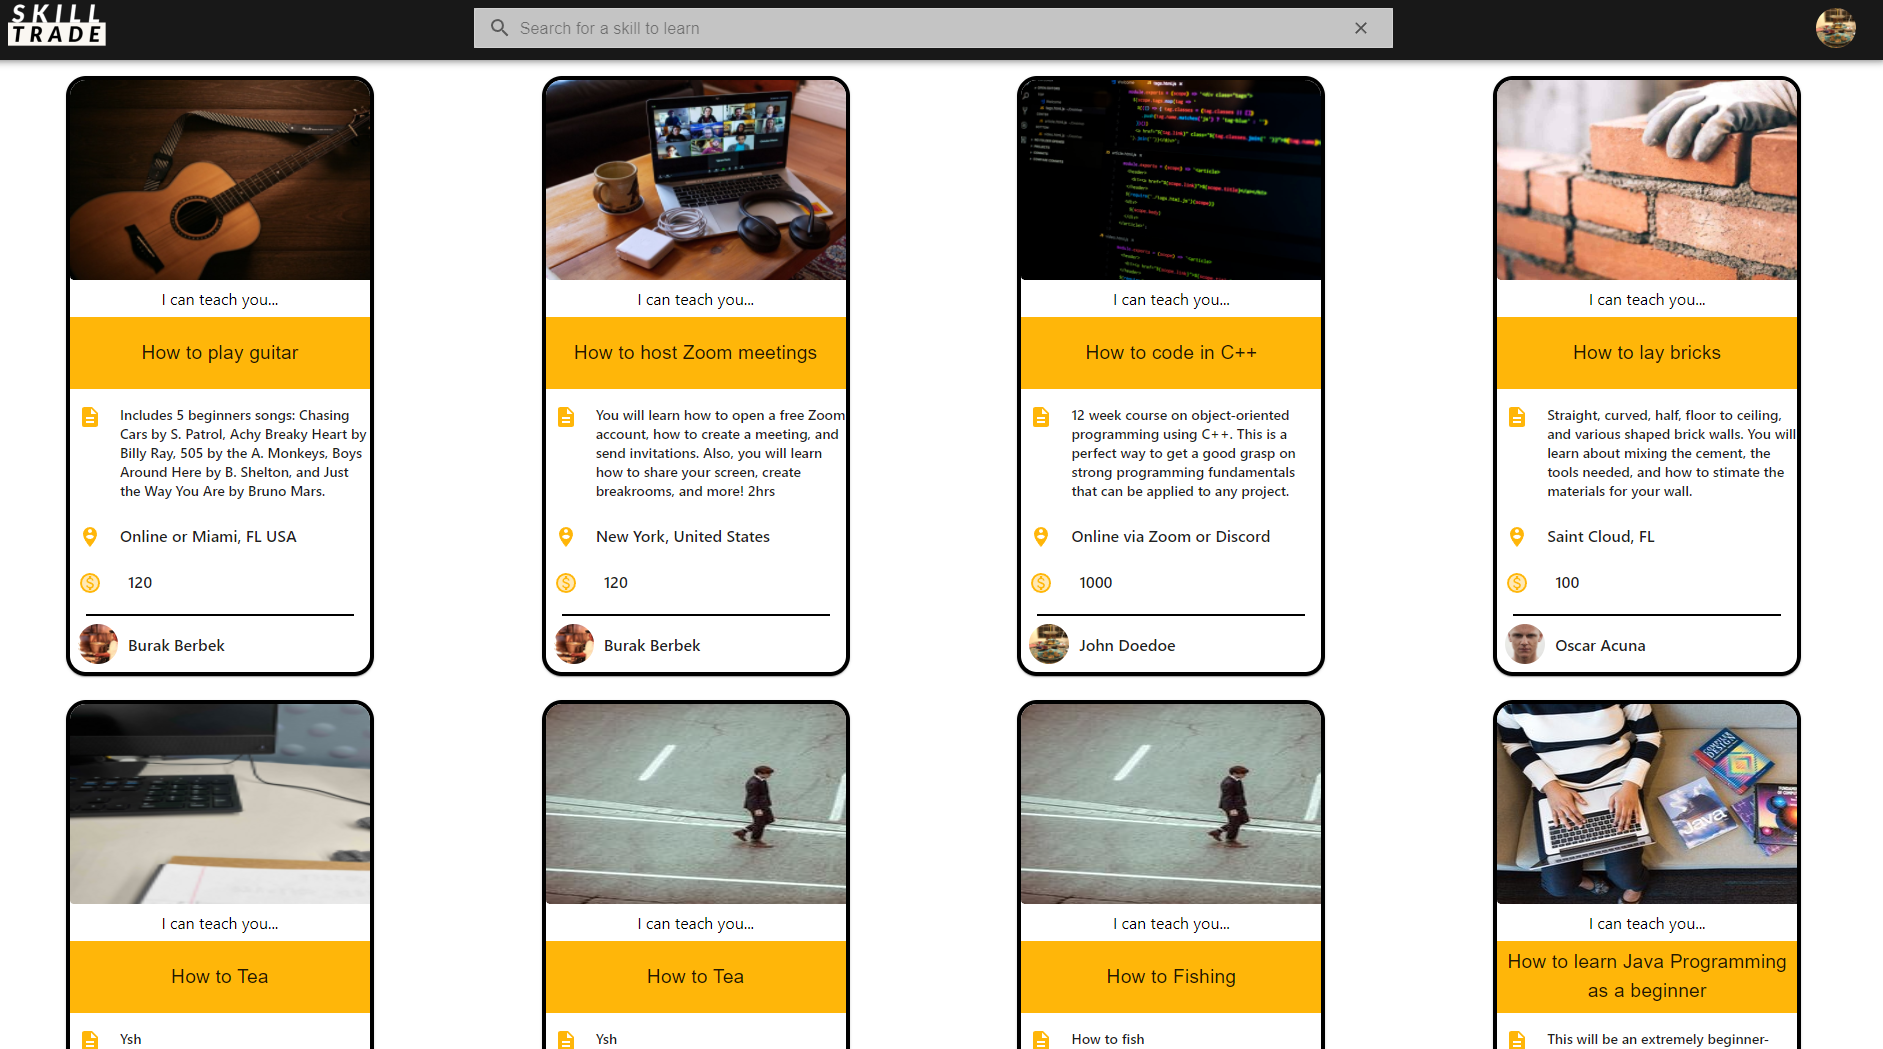 SKILL
TRADE
Search for a skill to learn
I can teach you...
How to play guitar
Includes 5 beginners songs: Chasing
Cars by S. Patrol, Achy Breaky Heart by
Billy Ray, 505 by the A. Monkeys, Boys
Around Here by B. Shelton, and Just
the Way You Are by Bruno Mars.
Online or Miami, FL USA
120
Burak Berbek
I can teach you...
How to host Zoom meetings
You will learn how to open a free Zoom
account, how to create a meeting, and
send invitations. Also, you will learn
how to share your screen, create
breakrooms, and more! 2hrs
New York, United States
120
Burak Berbek
I can teach you...
How to code in C++
12 week course on object-oriented
programming using C++. This is a
perfect way to get a good grasp on
strong programming fundamentals
that can be applied to any project.
Online via Zoom or Discord
1000
John Doedoe
I can teach you...
How to lay bricks
Straight, curved, half, floor to ceiling,
and various shaped brick walls. You will
learn about mixing the cement, the
tools needed, and how to stimate the
materials for your wall.
Saint Cloud, FL
100
Oscar Acuna
I can teach you...
How to Tea
Ysh
I can teach you...
How to Tea
Ysh
I can teach you...
How to Fishing
How to fish
COMPILER
DESIGN
Java
I can teach you...
How to learn Java Programming
as a beginner
This will be an extremely beginner-